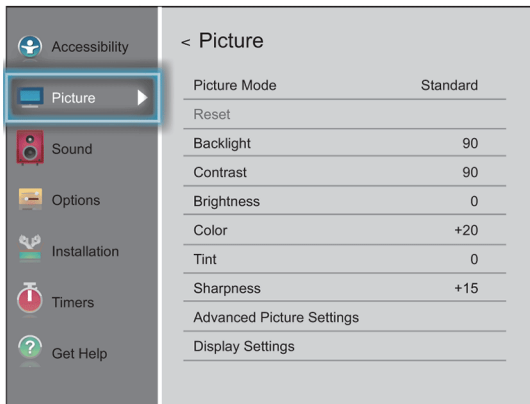 Accessibility
Picture
Sound
Options
Installation
Timers
Get Help
< Picture
Picture Mode Standard
Reset
Backlight 90
Contrast 90
Brightness 0
Color +20
Tint 0
Sharpness +15
Advanced Picture Settings
Display Settings